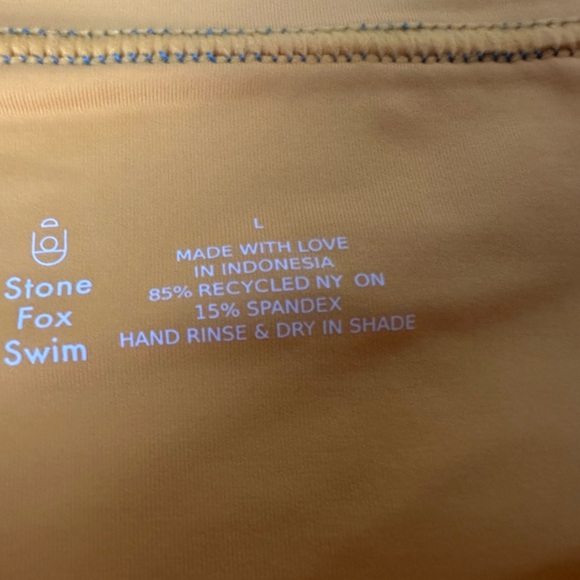 Stone
Fox
Swim
L
MADE WITH LOVE
IN INDONESIA
85% RECYCLED NY ON
15% SPANDEX
HAND RINSE & DRY IN SHADE